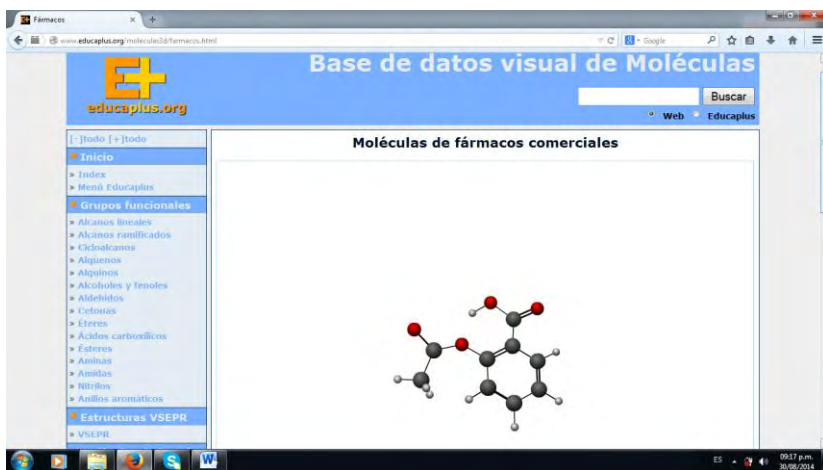 Fármacos
www.educaplus.org/moleculas3d/farmacos.html
Google
Base de datos visual de Moléculas
E+
educaplus.org
Buscar
Web Educaplus
[-]todo [+]todo
Inicio
» Index
» Menú Educaplus
Grupos funcionales
» Alcanos lineales
» Alcanos ramificados
» Cicloalcanos
» Alquenos
» Alquinos
» Alcoholes y fenoles
» Aldehidos
» Cetonas
» Éteres
» Ácidos carboxílicos
» Ésteres
» Aminas
» Amidas
» Nitrilos
» Anillos aromáticos
Estructuras VSEPR
» VSEPR
Moléculas de fármacos comerciales
ES
09:17 p.m.
30/08/2014